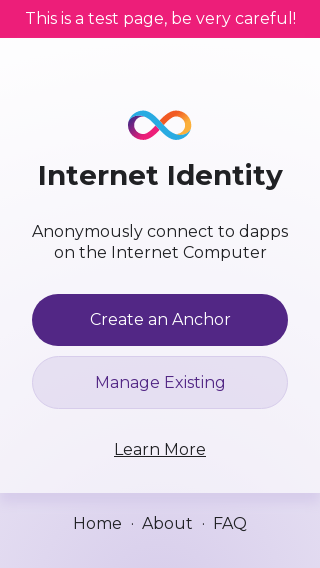 This is a test page, be very careful!
Internet Identity
Anonymously connect to dapps
on the Internet Computer
Create an Anchor
Manage Existing
Learn More
Home · About · FAQ